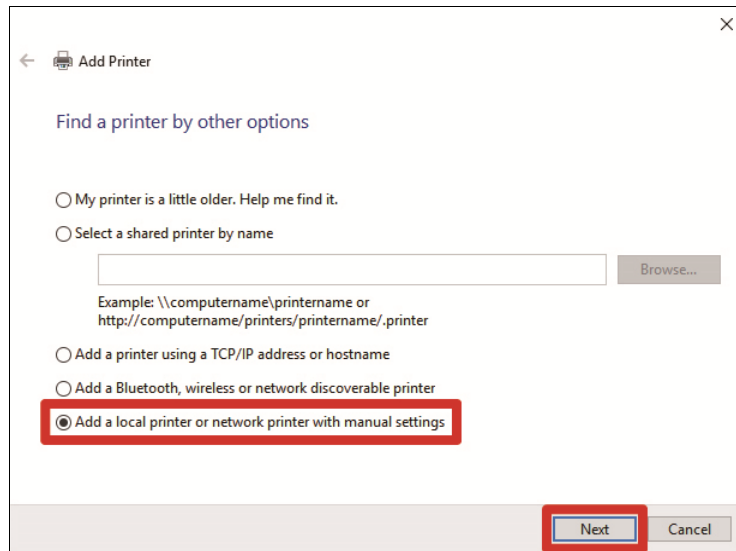 Add Printer
Find a printer by other options
My printer is a little older. Help me find it.
Select a shared printer by name
Browse...
Example: \\computername\printername or
http://computername/printers/printername/.printer
Add a printer using a TCP/IP address or hostname
Add a Bluetooth, wireless or network discoverable printer
Add a local printer or network printer with manual settings
Next
Cancel